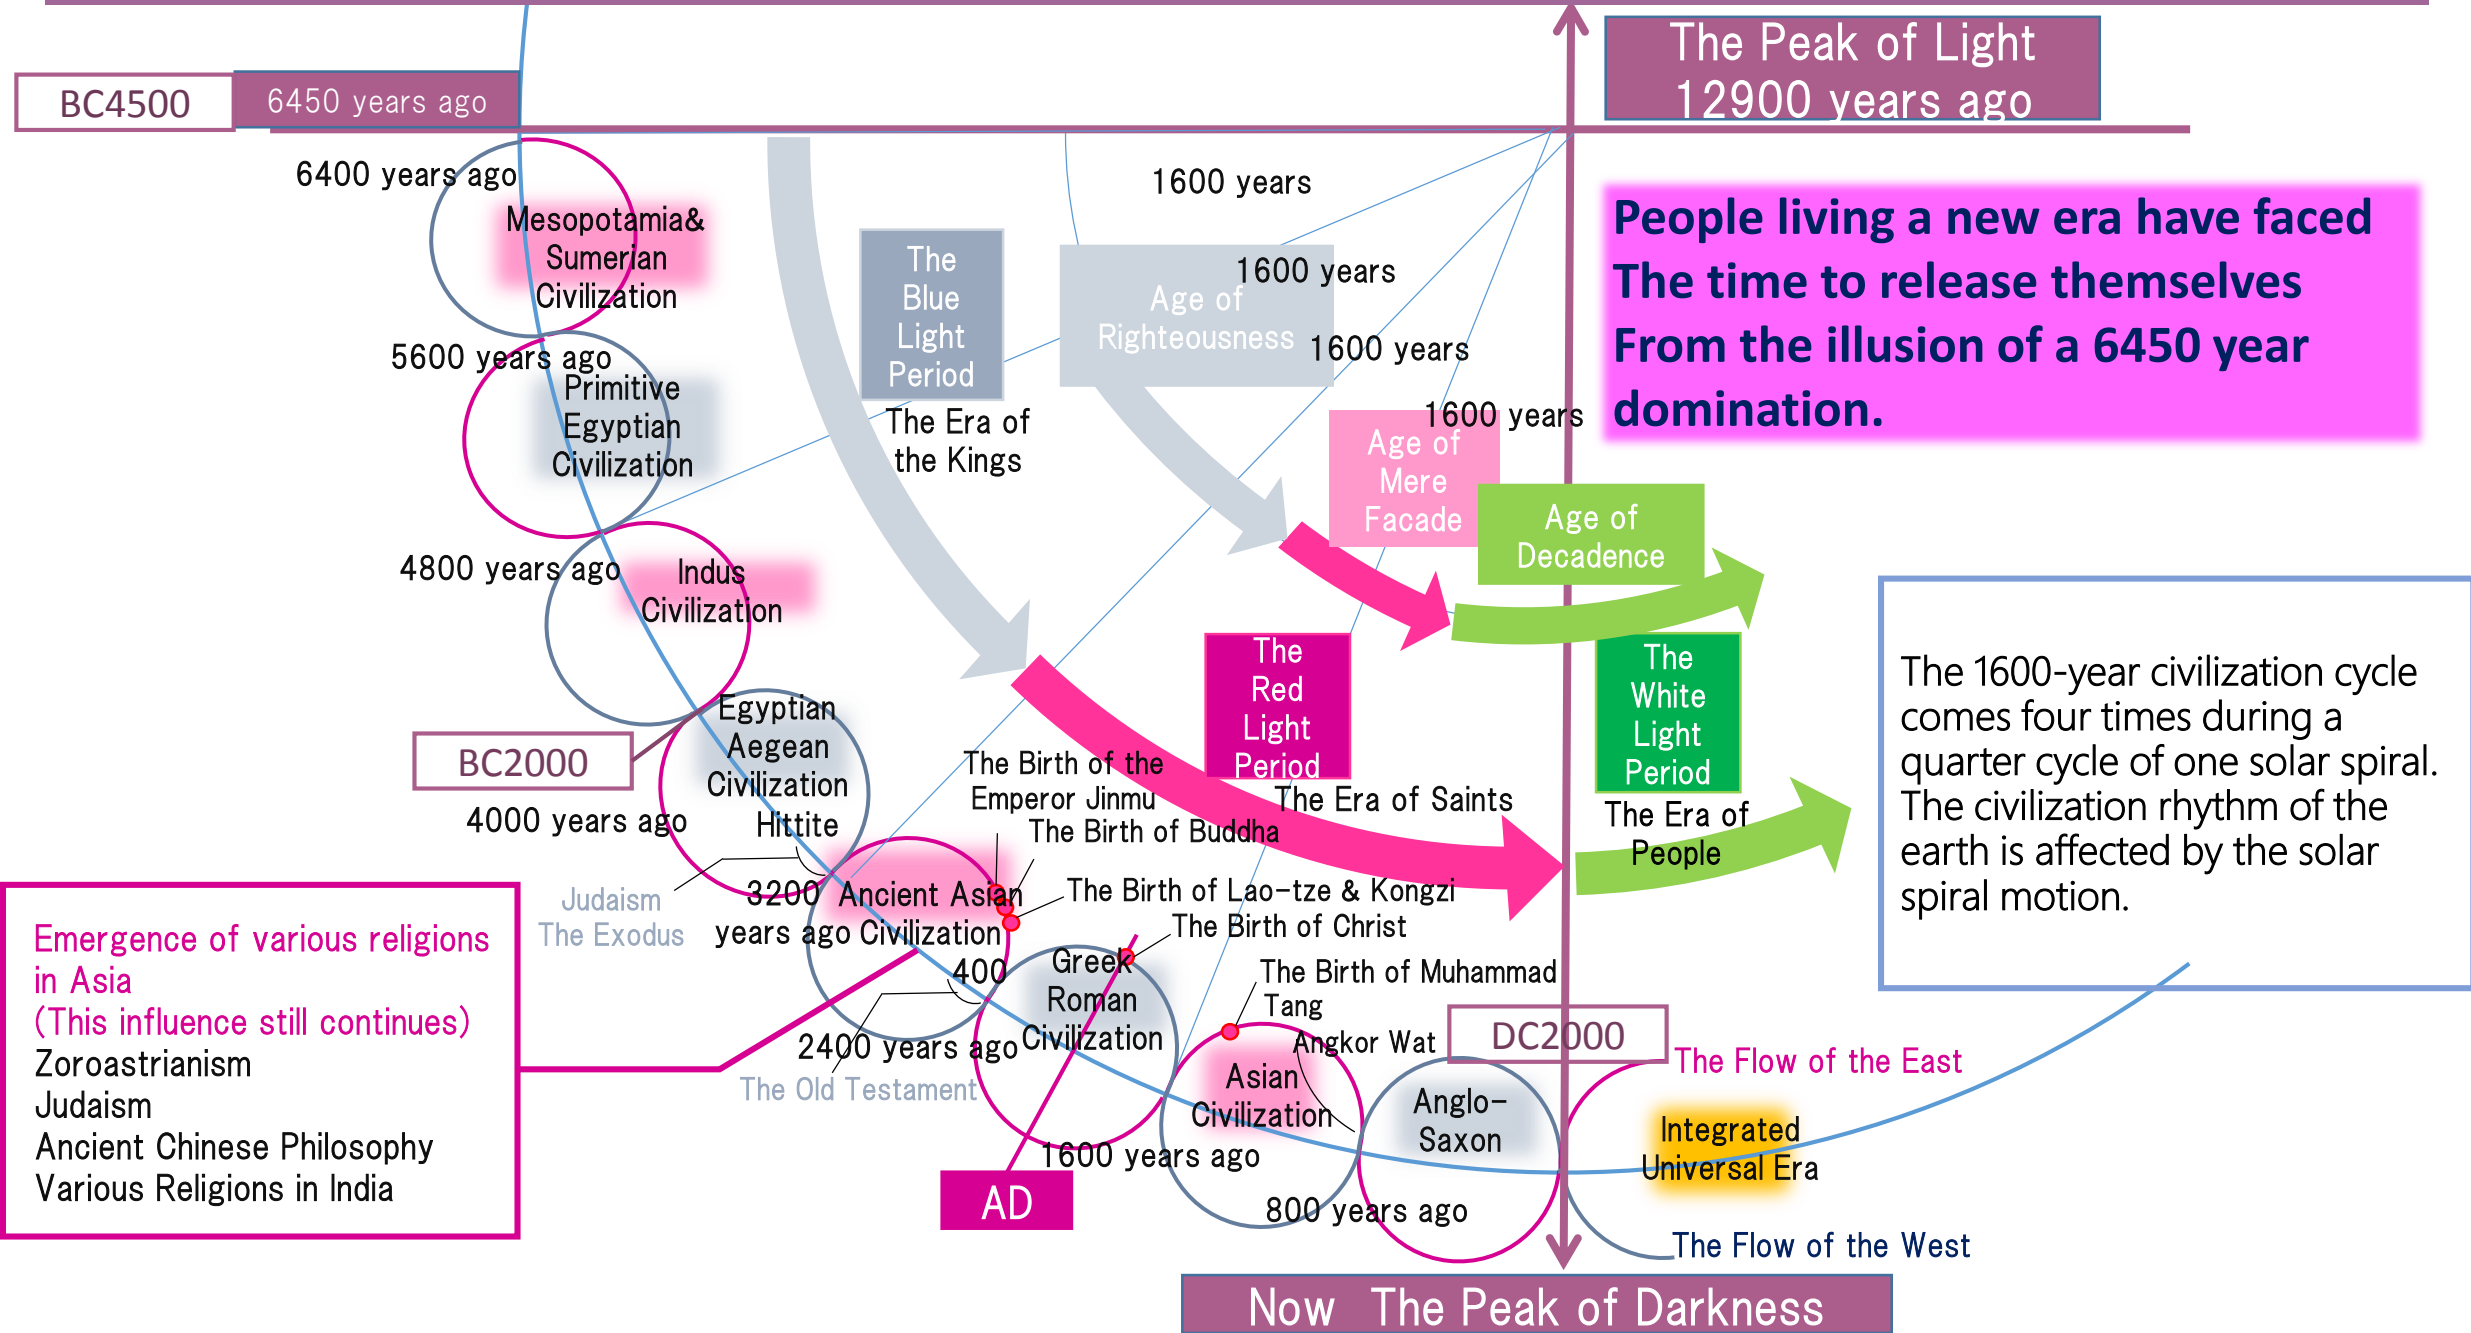 The Peak of Light
12900 years ago
BC4500
6450 years ago
6400 years ago
Mesopotamia&
Sumerian
Civilization
5600 years ago
Primitive
Egyptian
Civilization
4800 years ago
Indus
Civilization
BC2000
4000 years ago
Egyptian
Aegean
Civilization
Hittite
Judaism
The Exodus
3200
years ago
Ancient Asian
Civilization
400
2400 years ago
The Old Testament
Greek
Roman
Civilization
1600 years ago
AD
Asian
Civilization
800 years ago
Anglo-
Saxon
DC2000
The Birth of the
Emperor Jinmu
The Birth of Buddha
The Birth of Lao-tze & Kongzi
The Birth of Christ
The Birth of Muhammad
Tang
Angkor Wat
The
Blue
Light
Period
The Era of
the Kings
Age of
Righteousness
1600 years
1600 years
1600 years
1600 years
Age of
Mere
Facade
Age of
Decadence
The
Red
Light
Period
The Era of Saints
The
White
Light
Period
The Era of
People
People living a new era have faced
The time to release themselves
From the illusion of a 6450 year
domination.
The 1600-year civilization cycle
comes four times during a
quarter cycle of one solar spiral.
The civilization rhythm of the
earth is affected by the solar
spiral motion.
Emergence of various religions
in Asia
(This influence still continues)
Zoroastrianism
Judaism
Ancient Chinese Philosophy
Various Religions in India
The Flow of the East
Integrated
Universal Era
The Flow of the West
Now The Peak of Darkness